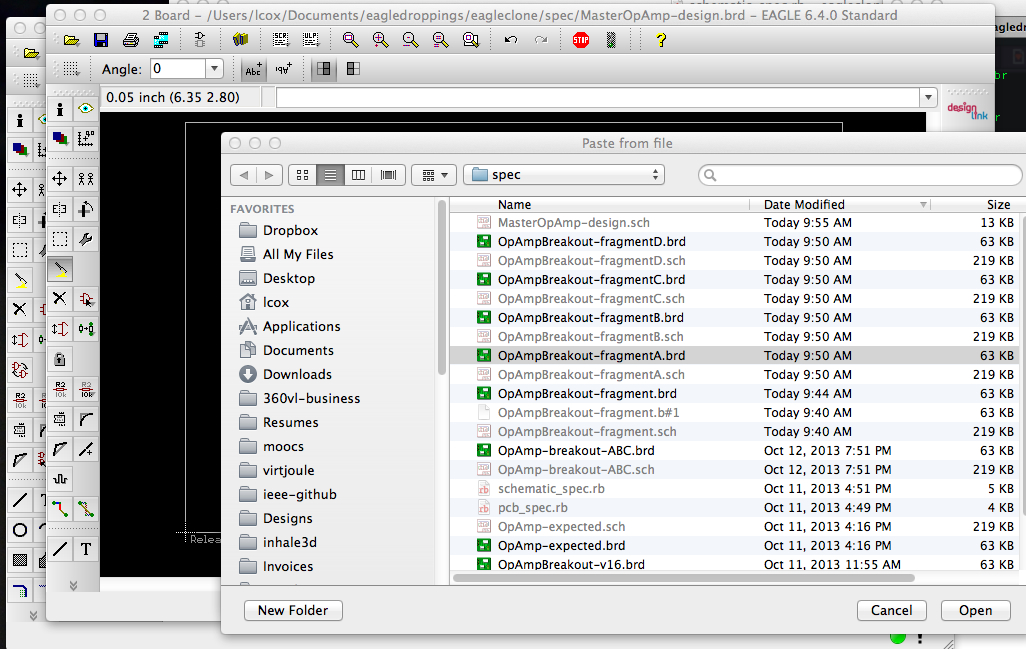 schematic_spec.rb
2 Board - /Users/lcox/Documents/eagledroppings/eagleclone/spec/MasterOpAmp-design.brd - EAGLE 6.4.0 Standard
SCR ULP STOP ?
Angle: 0 Abc
0.05 inch (6.35 2.80)
design link
Paste from file
spec
FAVORITES
Dropbox
All My Files
Desktop
lcox
Applications
Documents
Downloads
360vl-business
Resumes
moocs
virtjoule
ieee-github
Designs
inhale3d
Invoices
Name Date Modified Size
MasterOpAmp-design.sch Today 9:55 AM 13 KB
OpAmpBreakout-fragmentD.brd Today 9:50 AM 63 KB
OpAmpBreakout-fragmentD.sch Today 9:50 AM 219 KB
OpAmpBreakout-fragmentC.brd Today 9:50 AM 63 KB
OpAmpBreakout-fragmentC.sch Today 9:50 AM 219 KB
OpAmpBreakout-fragmentB.brd Today 9:50 AM 63 KB
OpAmpBreakout-fragmentB.sch Today 9:50 AM 219 KB
OpAmpBreakout-fragmentA.brd Today 9:50 AM 63 KB
OpAmpBreakout-fragmentA.sch Today 9:50 AM 219 KB
OpAmpBreakout-fragment.brd Today 9:44 AM 63 KB
OpAmpBreakout-fragment.b#1 Today 9:40 AM 63 KB
OpAmpBreakout-fragment.sch Today 9:40 AM 219 KB
OpAmp-breakout-ABC.brd Oct 12, 2013 7:51 PM 63 KB
OpAmp-breakout-ABC.sch Oct 12, 2013 7:51 PM 219 KB
schematic_spec.rb Oct 11, 2013 4:51 PM 5 KB
pcb_spec.rb Oct 11, 2013 4:49 PM 4 KB
OpAmp-expected.sch Oct 11, 2013 4:16 PM 219 KB
OpAmp-expected.brd Oct 11, 2013 4:16 PM 63 KB
OpAmpBreakout-v16.brd Oct 11, 2013 11:55 AM 63 KB
R2 10k
Relea
T
New Folder Cancel Open